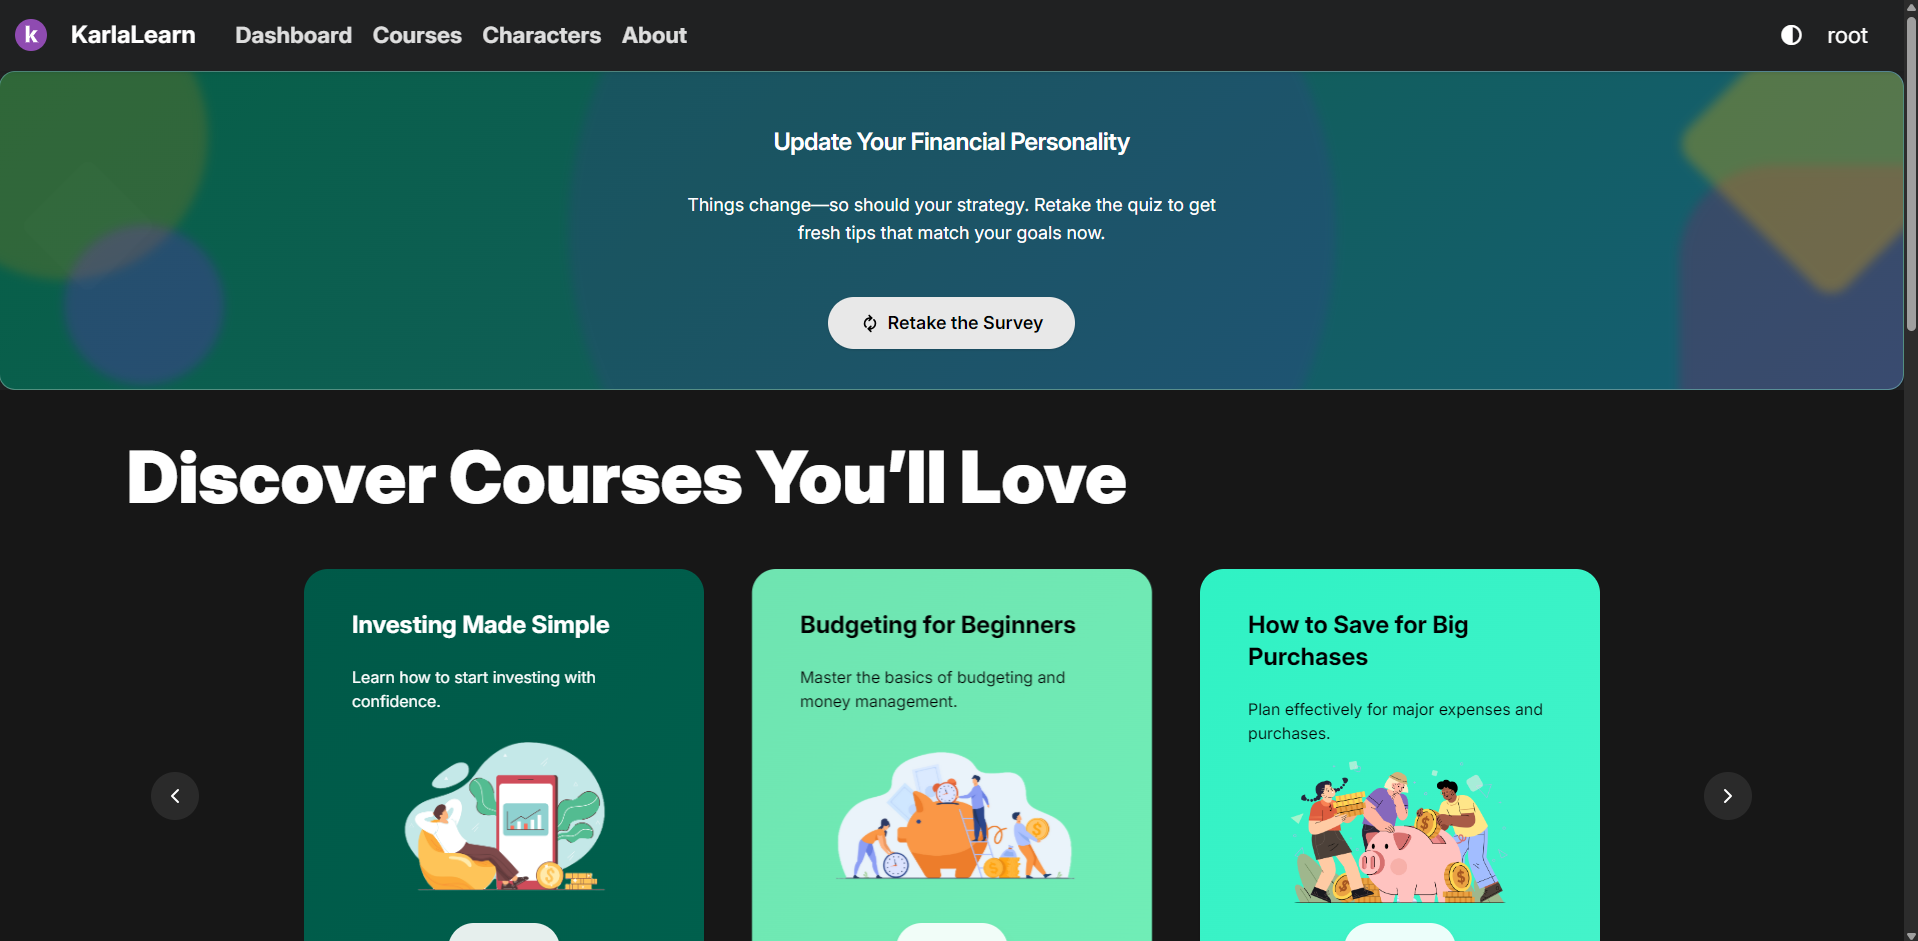 k KarlaLearn Dashboard Courses Characters About root
Update Your Financial Personality
Things change—so should your strategy. Retake the quiz to get
fresh tips that match your goals now.
Retake the Survey
Discover Courses You’ll Love
Investing Made Simple
Learn how to start investing with
confidence.
Budgeting for Beginners
Master the basics of budgeting and
money management.
How to Save for Big
Purchases
Plan effectively for major expenses and
purchases.